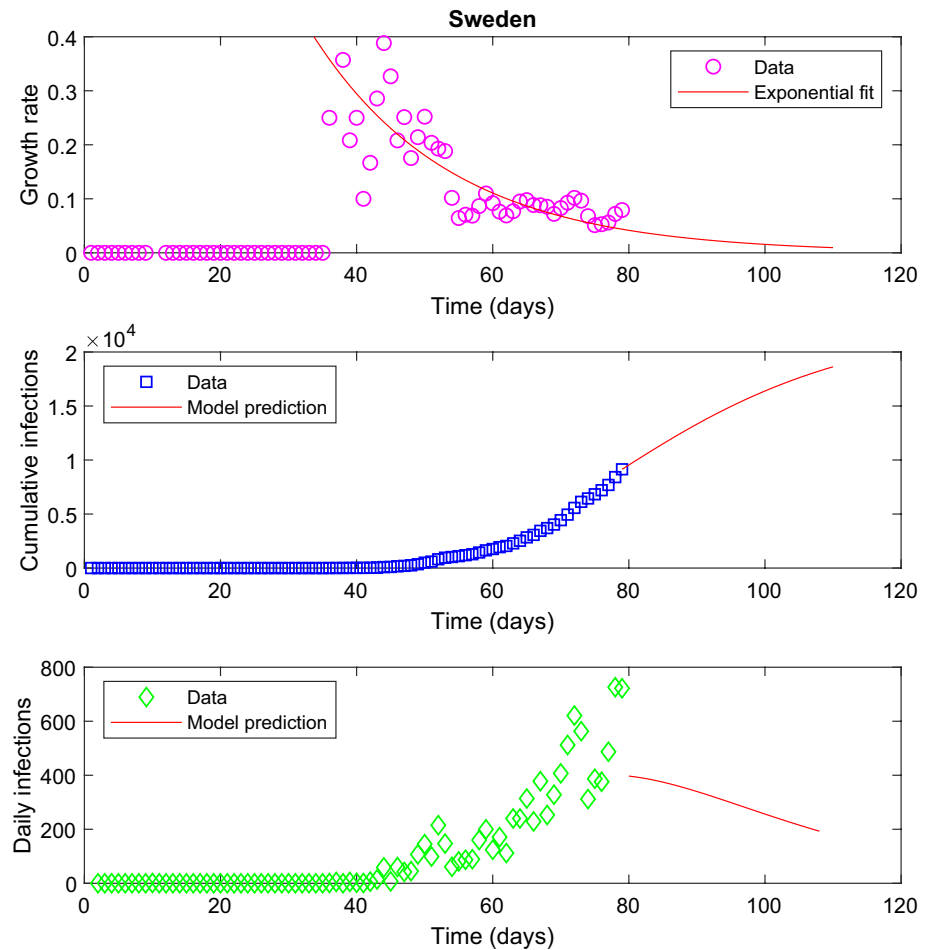 Sweden
0.4
0.3
0.2
0.1
0
Growth rate
Data
Exponential fit
0 20 40 60 80 100 120
Time (days)
×10^4
2
1.5
1
0.5
0
Cumulative infections
Data
Model prediction
0 20 40 60 80 100 120
Time (days)
800
600
400
200
0
Daily infections
Data
Model prediction
0 20 40 60 80 100 120
Time (days)